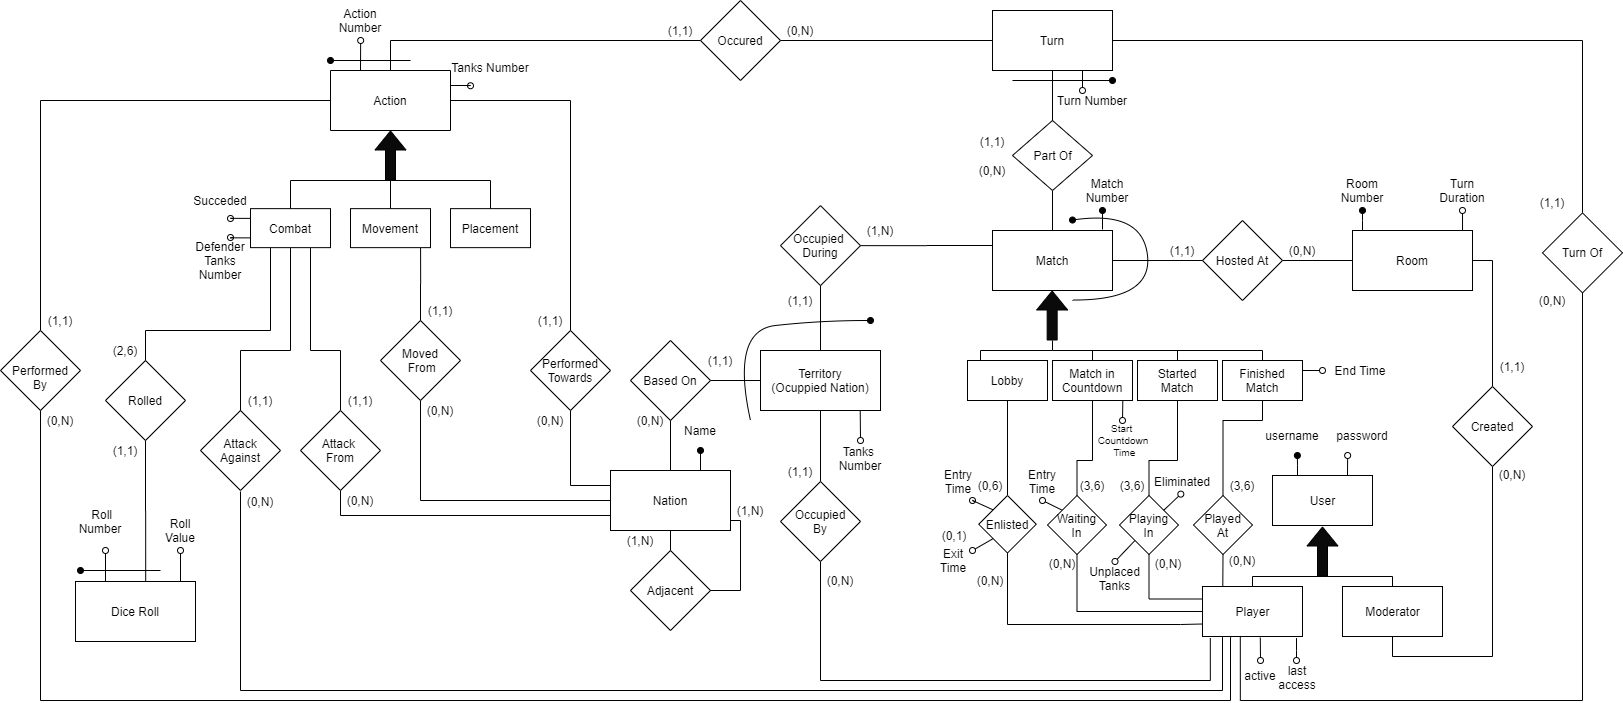 Action
Number
(1,1)
Occured
(0,N)
Turn
Tanks Number
Action
Turn Number
(1,1)
Part Of
(0,N)
Match
Number
Room
Number
Turn
Duration
(1,1)
Succeded
Combat
Movement
Placement
Defender
Tanks
Number
Occupied
During
(1,N)
Match
(1,1)
Hosted At
(0,N)
Room
Turn Of
(1,1)
(0,N)
(1,1)
(1,1)
(1,1)
Performed
By
(2,6)
Moved
From
Performed
Towards
(1,1)
Based On
Territory
(Ocuppied Nation)
Lobby
Match in
Countdown
Started
Match
Finished
Match
End Time
(1,1)
Rolled
(1,1)
(1,1)
(0,N)
(0,N)
(0,N)
(0,N)
Name
Start
Countdown
Time
Created
username
password
(1,1)
Attack
Against
Attack
From
Tanks
Number
(1,1)
(0,N)
Entry
Time
(0,6)
Entry
Time
(3,6)
(3,6)
Eliminated
(3,6)
User
(0,N)
(0,N)
Nation
(1,N)
Roll
Number
Roll
Value
Occupied
By
Enlisted
Waiting
In
Playing
In
Played
At
(1,N)
(0,1)
Exit
Time
(0,N)
(0,N)
(0,N)
(0,N)
(0,N)
Unplaced
Tanks
Adjacent
Dice Roll
Player
Moderator
active
last
access